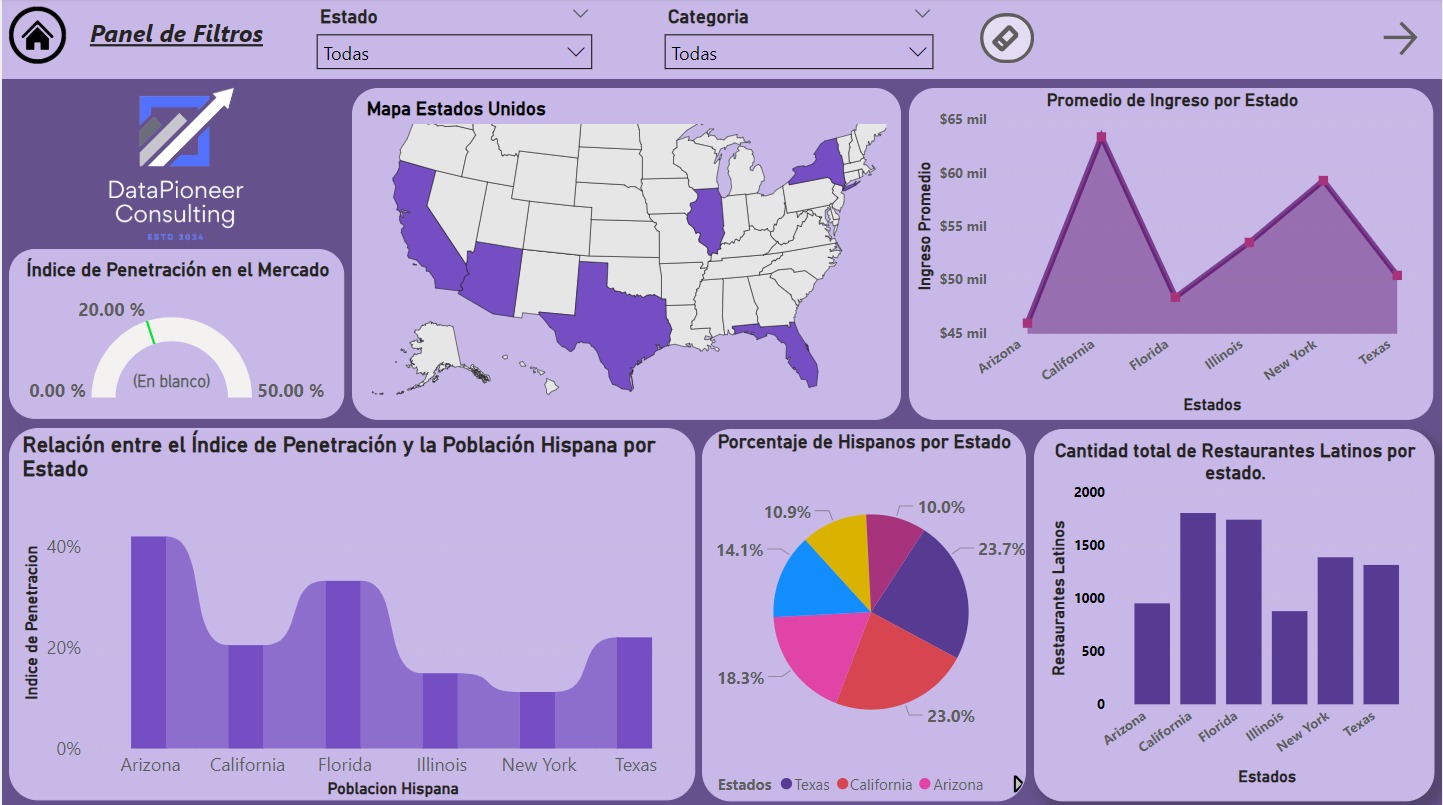 Panel de Filtros
Estado
Todas
Categoria
Todas
DataPioneer
Consulting
ESTD 2024
Índice de Penetración en el Mercado
20.00 %
(En blanco)
0.00 %
50.00 %
Mapa Estados Unidos
Promedio de Ingreso por Estado
$65 mil
$60 mil
$55 mil
$50 mil
$45 mil
Ingreso Promedio
Arizona
California
Florida
Illinois
New York
Texas
Estados
Relación entre el Índice de Penetración y la Población Hispana por
Estado
40%
20%
0%
Indice de Penetracion
Arizona
California
Florida
Illinois
New York
Texas
Poblacion Hispana
Porcentaje de Hispanos por Estado
10.0%
10.9%
23.7%
14.1%
18.3%
23.0%
Estados
Texas
California
Arizona
Cantidad total de Restaurantes Latinos por
estado.
2000
1500
1000
500
0
Restaurantes Latinos
Arizona
California
Florida
Illinois
New York
Texas
Estados